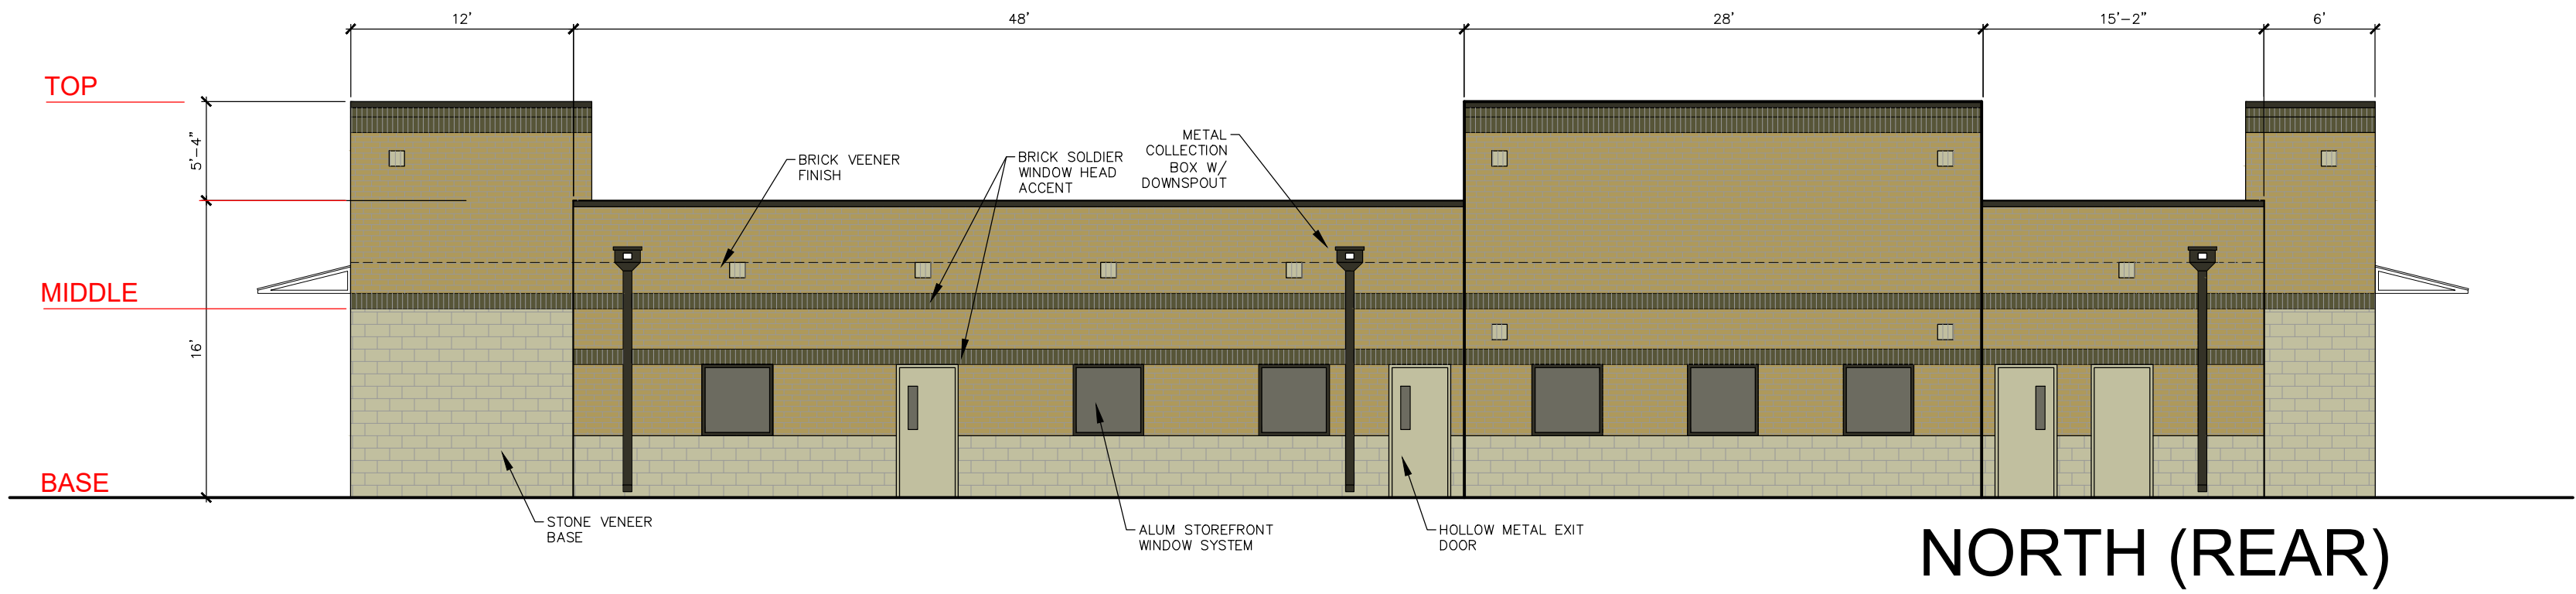 12' 48' 28' 15'-2" 6'
TOP
5'-4"
METAL
COLLECTION
BOX W/
DOWNSPOUT
BRICK VEENER
FINISH
BRICK SOLDIER
WINDOW HEAD
ACCENT
MIDDLE
16'
BASE
STONE VENEER
BASE
ALUM STOREFRONT
WINDOW SYSTEM
HOLLOW METAL EXIT
DOOR
NORTH (REAR)